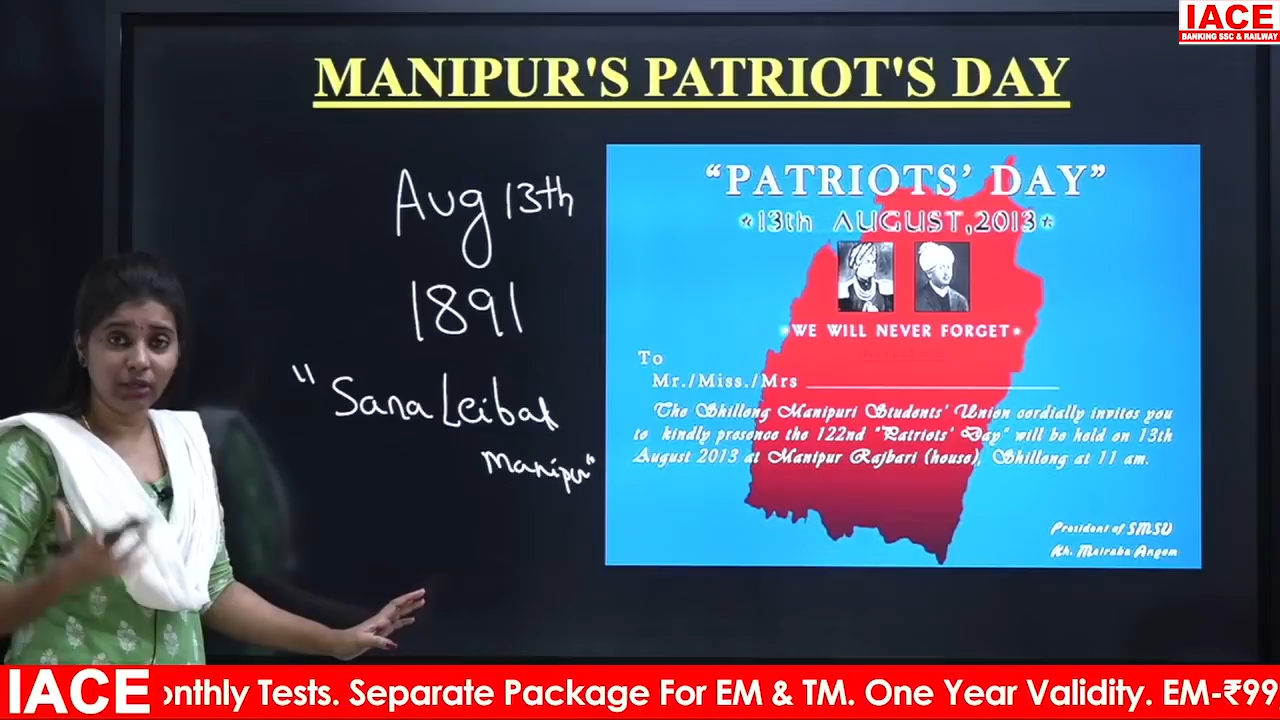 IACE
BANKING SSC & RAILWAY
MANIPUR'S PATRIOT'S DAY
Aug 13th
1891
"Sana Leibak
Manipur"
"PATRIOTS' DAY"
*13th AUGUST,2013*
*WE WILL NEVER FORGET*
To
Mr./Miss./Mrs
The Shillong Manipuri Students' Union cordially invites you
to kindly presence the 122nd "Patriots' Day" will be held on 13th
August 2013 at Manipur Rajbari (house), Shillong at 11 am.
President of SMSU
Kh. Mairaba Angom
IACE
onthly Tests. Separate Package For EM & TM. One Year Validity. EM-₹99